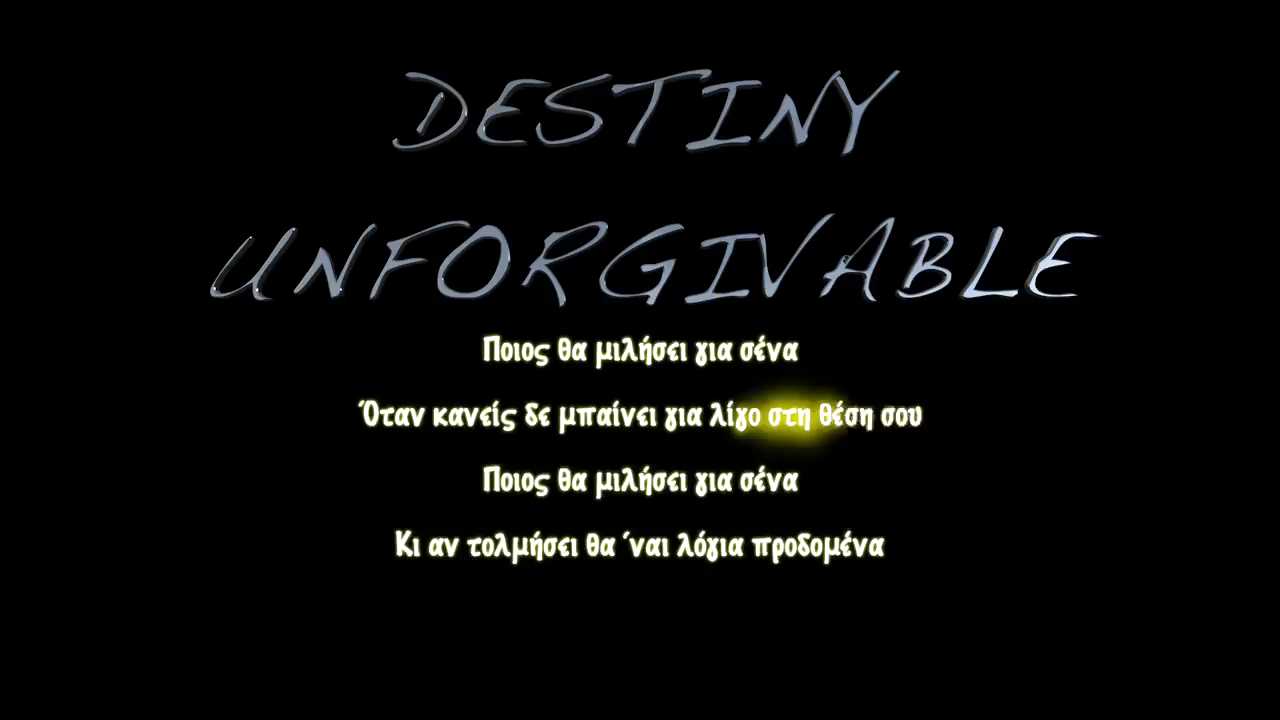 DESTINY
UNFORGIVABLE
Ποιος θα μιλήσει για σένα
Όταν κανείς δε μπαίνει για λίγο στη θέση σου
Ποιος θα μιλήσει για σένα
Κι αν τολμήσει θα ΄ναι λόγια προδομένα